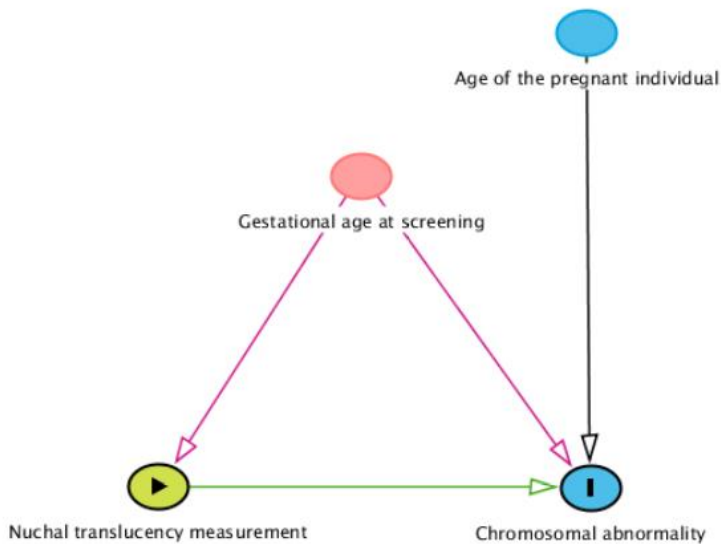 Age of the pregnant individual
Gestational age at screening
Nuchal translucency measurement
Chromosomal abnormality